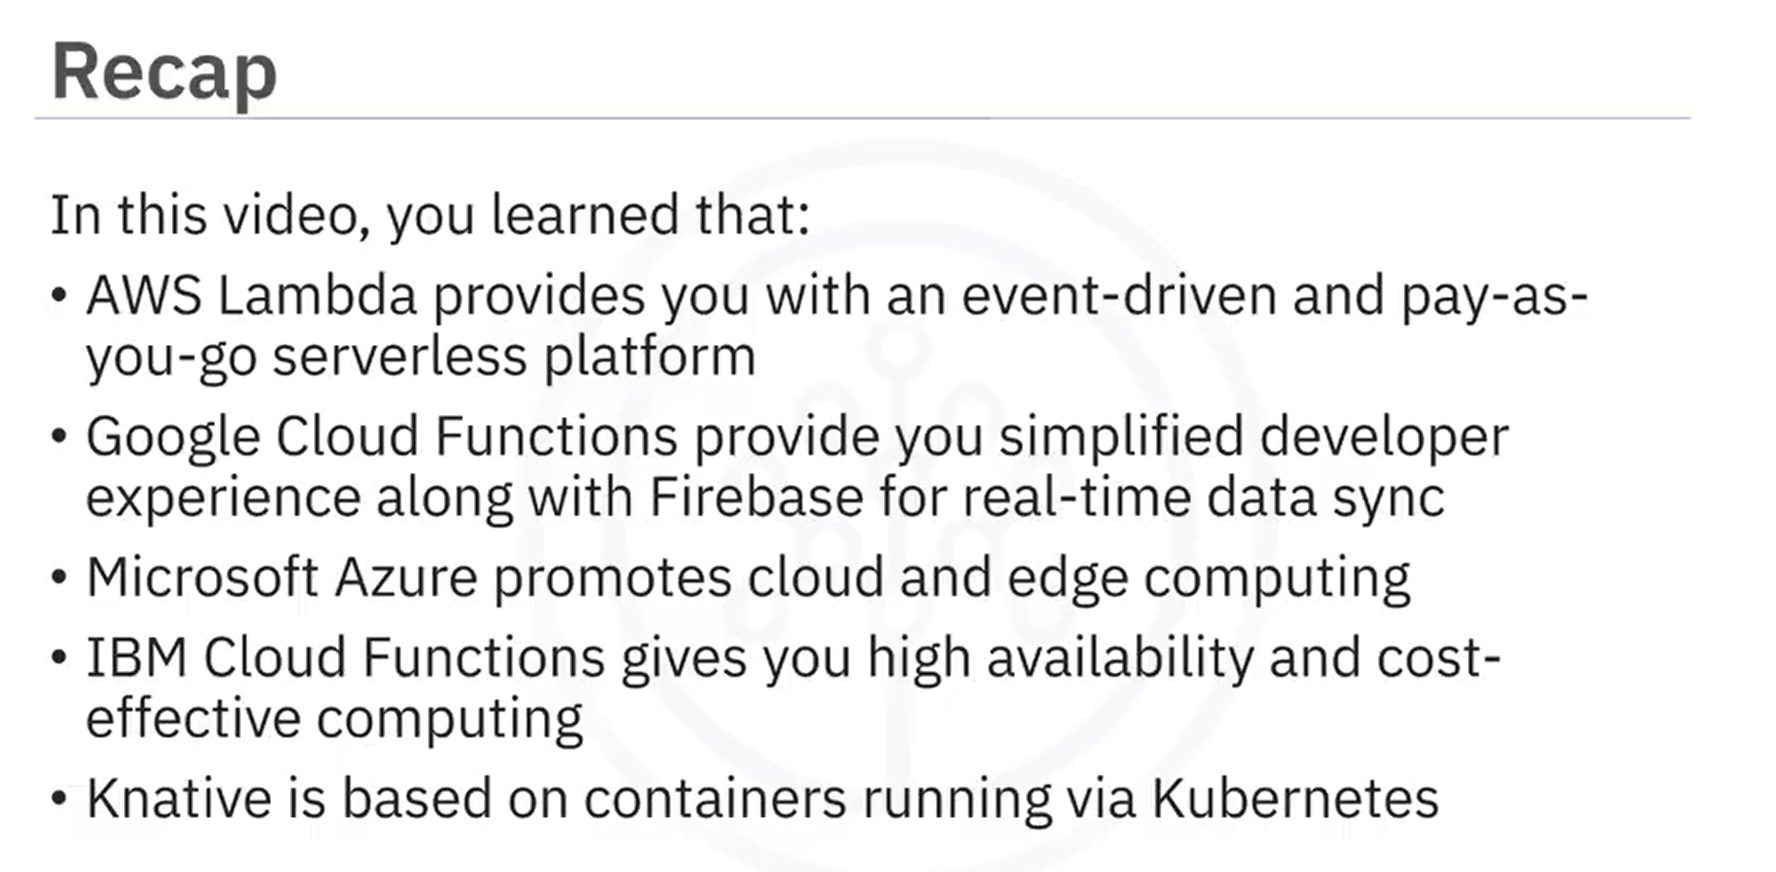 Recap
In this video, you learned that:
• AWS Lambda provides you with an event-driven and pay-as-
you-go serverless platform
• Google Cloud Functions provide you simplified developer
experience along with Firebase for real-time data sync
• Microsoft Azure promotes cloud and edge computing
• IBM Cloud Functions gives you high availability and cost-
effective computing
• Knative is based on containers running via Kubernetes